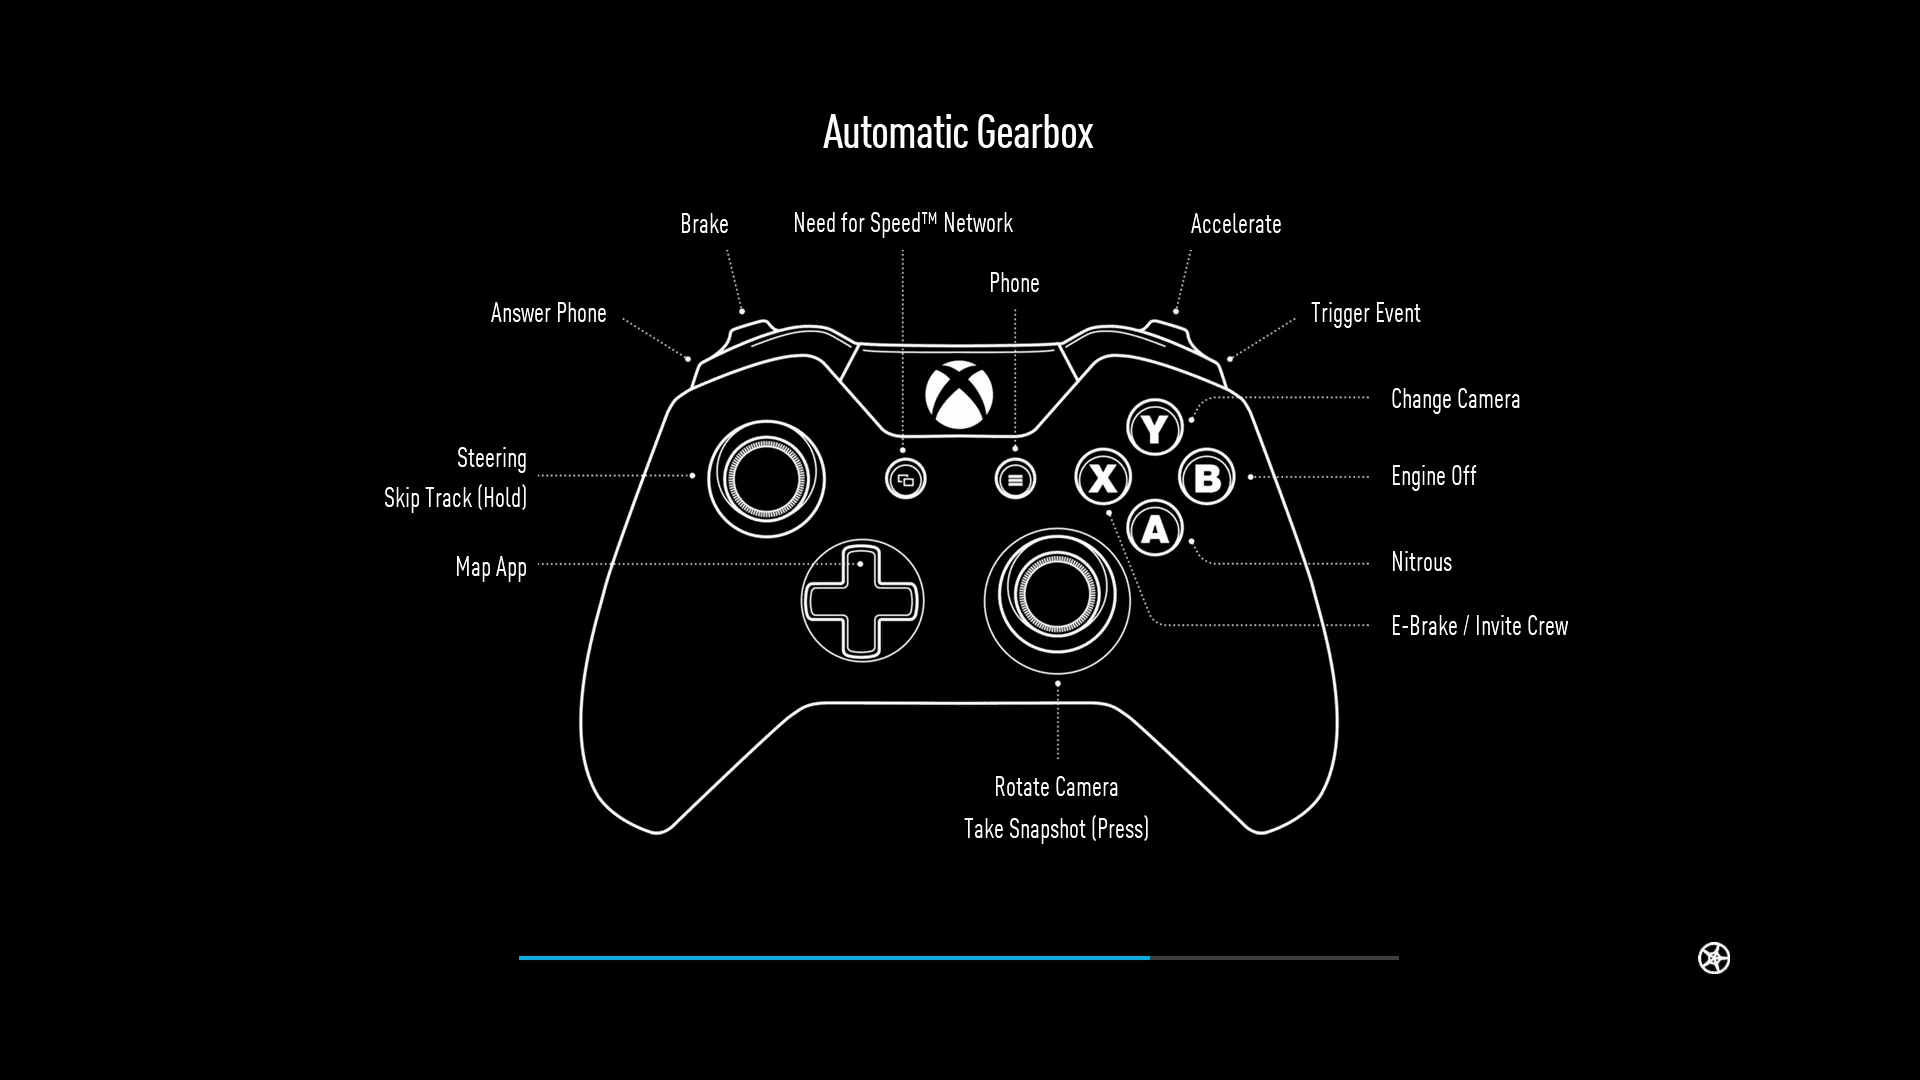 Automatic Gearbox
Brake
Need for Speed™ Network
Accelerate
Phone
Answer Phone
Trigger Event
Change Camera
Y
Steering
Skip Track (Hold)
X
B
Engine Off
A
Map App
Nitrous
E-Brake / Invite Crew
Rotate Camera
Take Snapshot (Press)